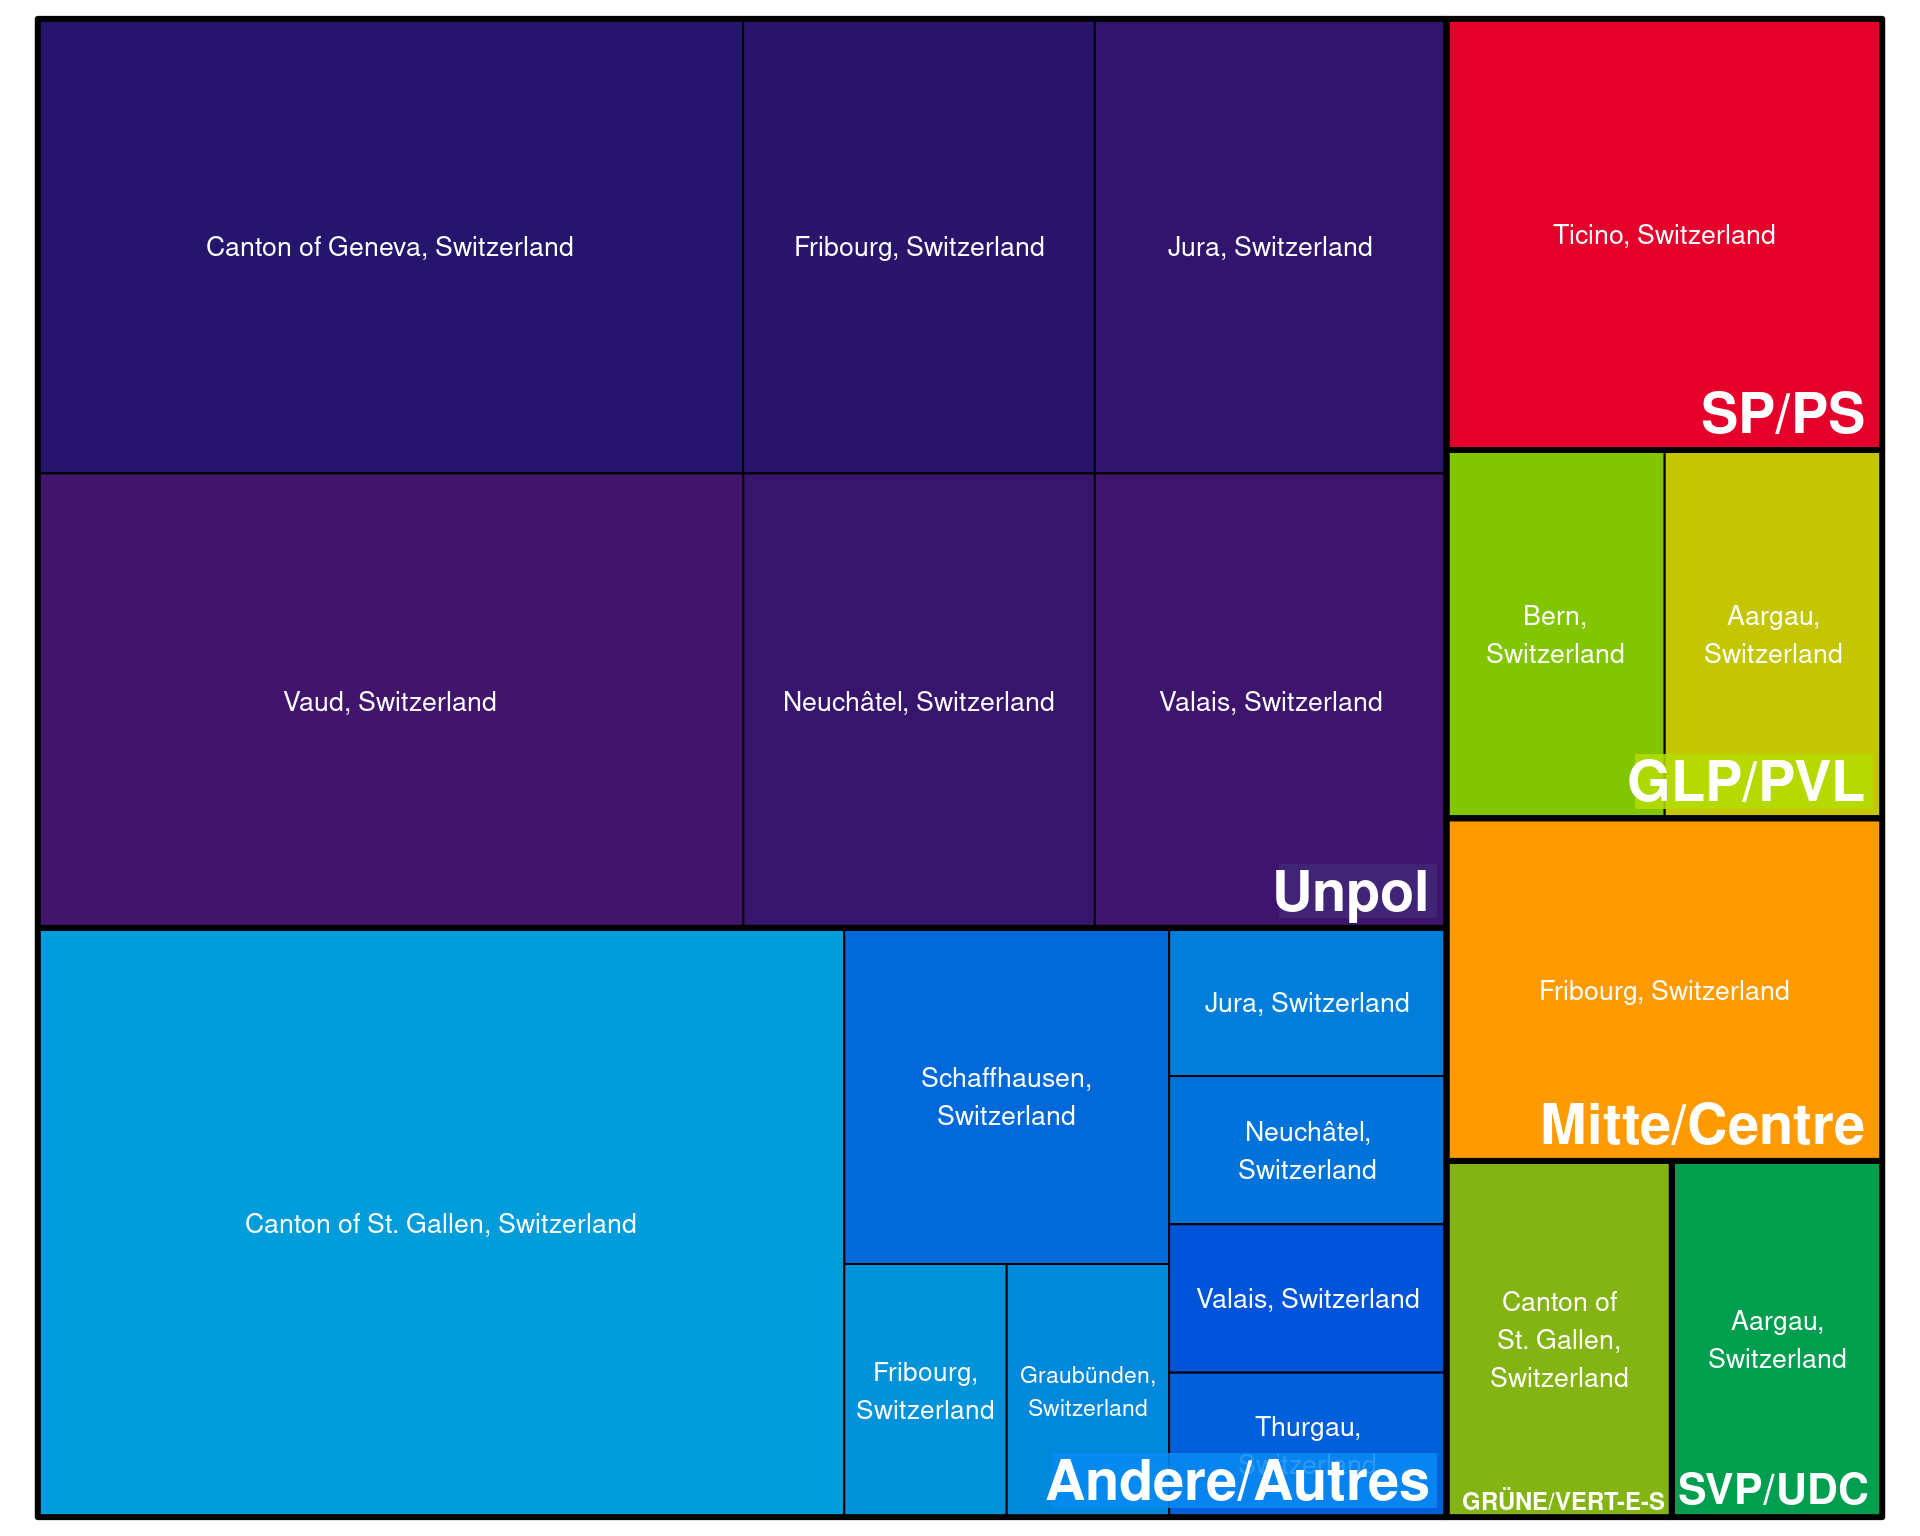 Canton of Geneva, Switzerland
Fribourg, Switzerland
Jura, Switzerland
Vaud, Switzerland
Neuchâtel, Switzerland
Valais, Switzerland
Unpol
Canton of St. Gallen, Switzerland
Schaffhausen,
Switzerland
Fribourg,
Switzerland
Graubünden,
Switzerland
Jura, Switzerland
Neuchâtel,
Switzerland
Valais, Switzerland
Thurgau,
Switzerland
Andere/Autres
Ticino, Switzerland
SP/PS
Bern,
Switzerland
Aargau,
Switzerland
GLP/PVL
Fribourg, Switzerland
Mitte/Centre
Canton of
St. Gallen,
Switzerland
GRÜNE/VERT-E-S
Aargau,
Switzerland
SVP/UDC